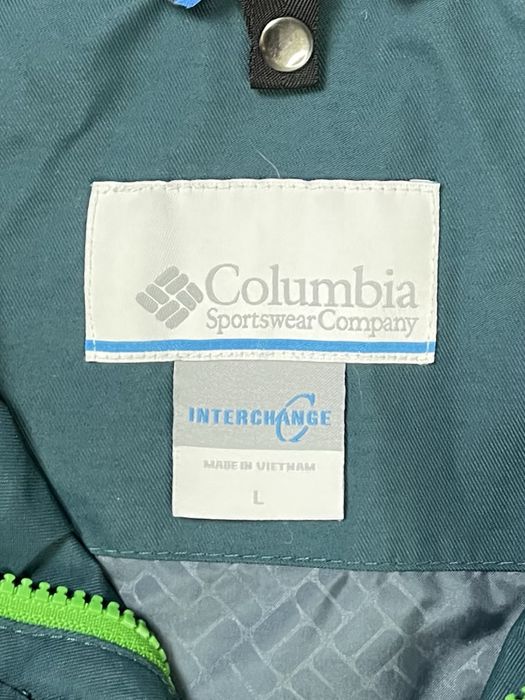 Columbia
Sportswear Company
INTERCHANGE
MADE IN VIETNAM
L